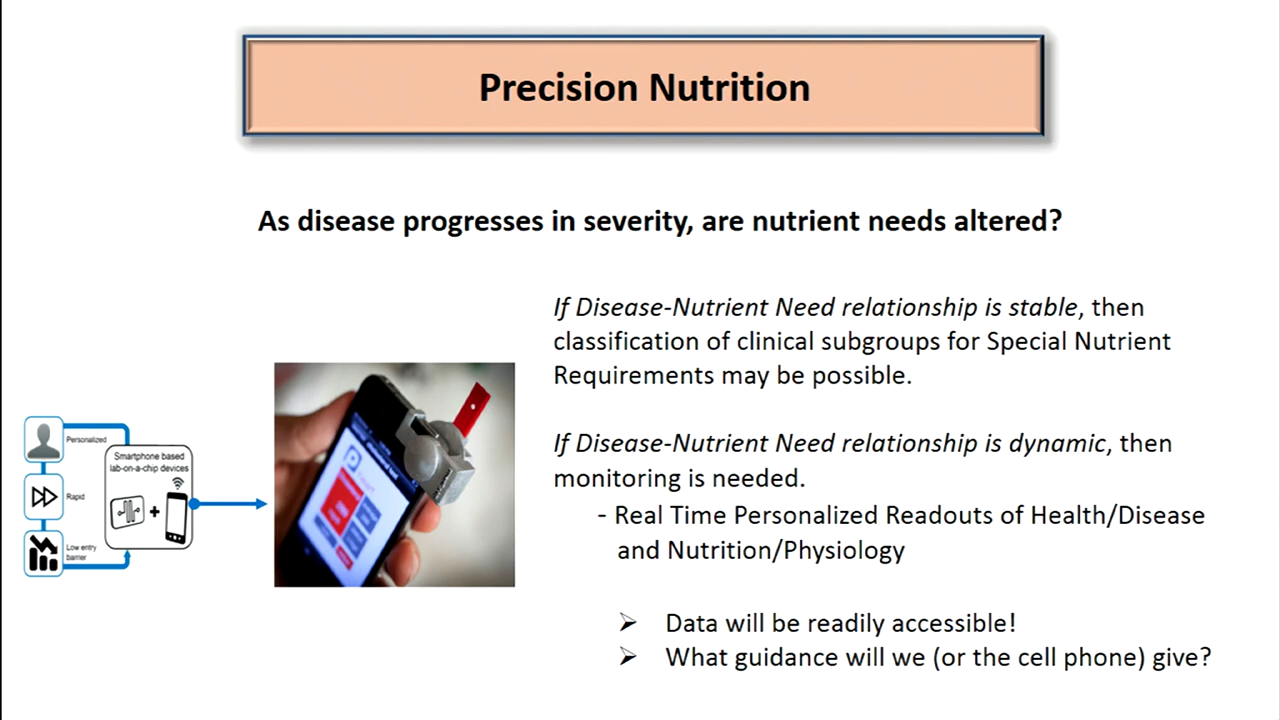 Precision Nutrition
As disease progresses in severity, are nutrient needs altered?
If Disease-Nutrient Need relationship is stable, then
classification of clinical subgroups for Special Nutrient
Requirements may be possible.
If Disease-Nutrient Need relationship is dynamic, then
monitoring is needed.
- Real Time Personalized Readouts of Health/Disease
and Nutrition/Physiology
➢ Data will be readily accessible!
➢ What guidance will we (or the cell phone) give?
Personalized
Rapid
Low entry
barrier
Smartphone based
lab-on-a-chip devices
+